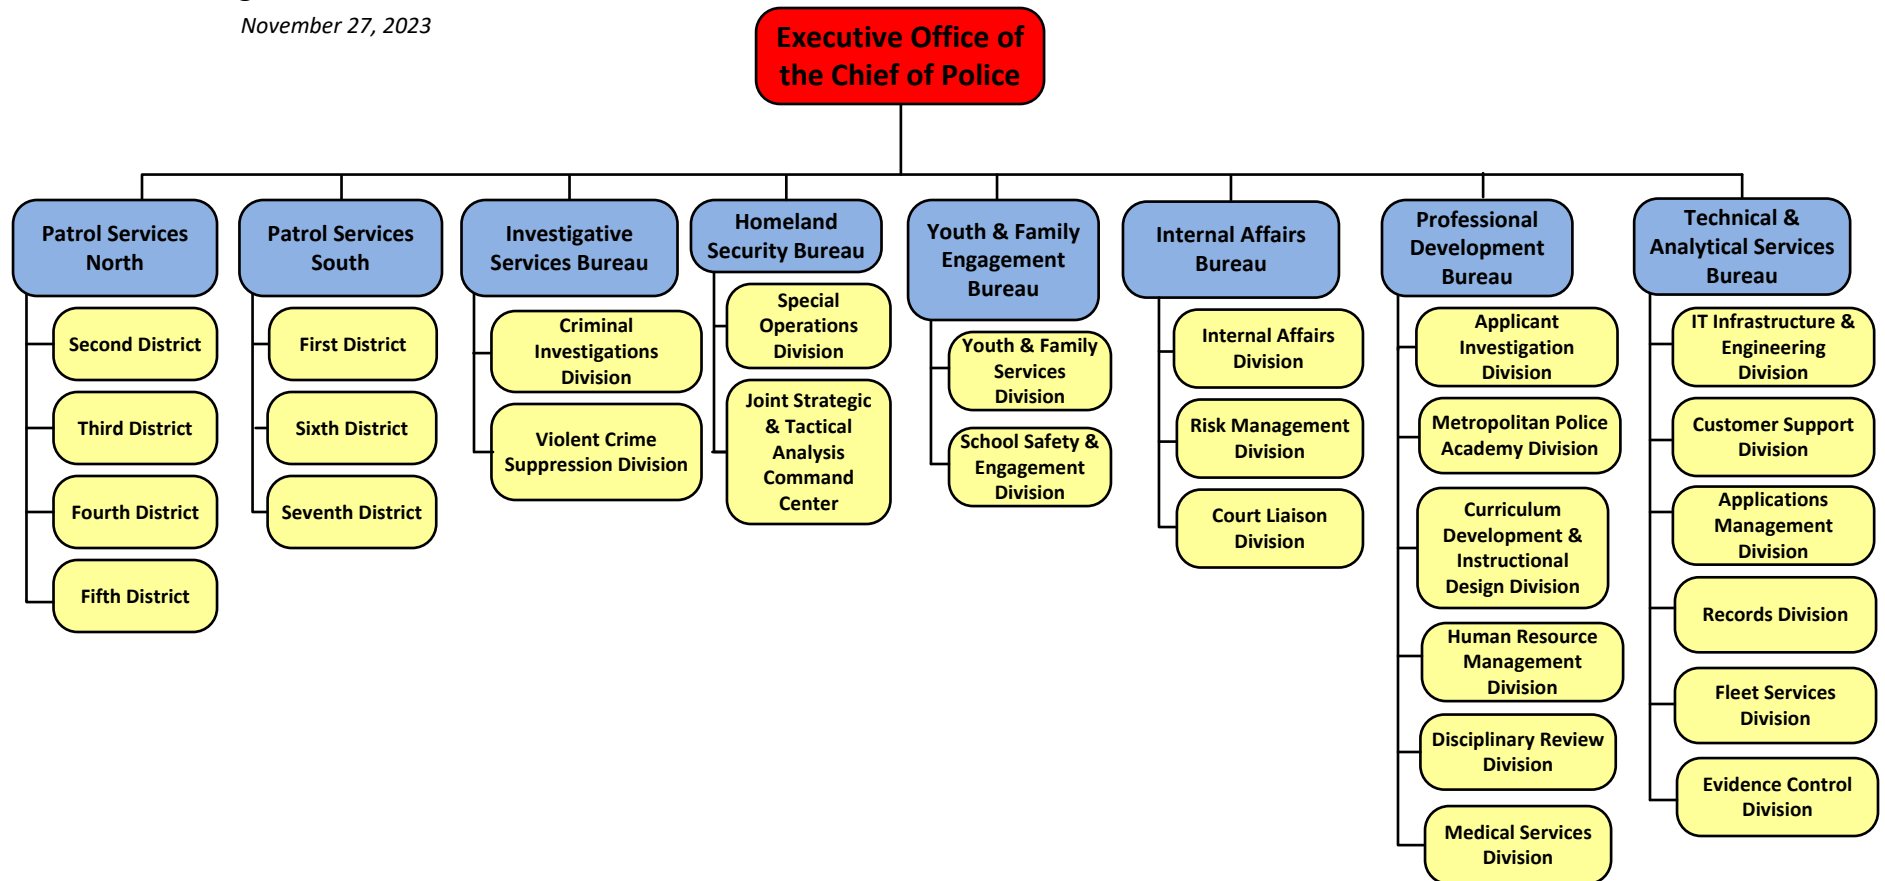 November 27, 2023
Executive Office of
the Chief of Police
Patrol Services
North
Second District
Third District
Fourth District
Fifth District
Patrol Services
South
First District
Sixth District
Seventh District
Investigative
Services Bureau
Criminal
Investigations
Division
Violent Crime
Suppression Division
Homeland
Security Bureau
Special
Operations
Division
Joint Strategic
& Tactical
Analysis
Command
Center
Youth & Family
Engagement
Bureau
Youth & Family
Services
Division
School Safety &
Engagement
Division
Internal Affairs
Bureau
Internal Affairs
Division
Risk Management
Division
Court Liaison
Division
Professional
Development
Bureau
Applicant
Investigation
Division
Metropolitan Police
Academy Division
Curriculum
Development &
Instructional
Design Division
Human Resource
Management
Division
Disciplinary Review
Division
Medical Services
Division
Technical &
Analytical Services
Bureau
IT Infrastructure &
Engineering
Division
Customer Support
Division
Applications
Management
Division
Records Division
Fleet Services
Division
Evidence Control
Division